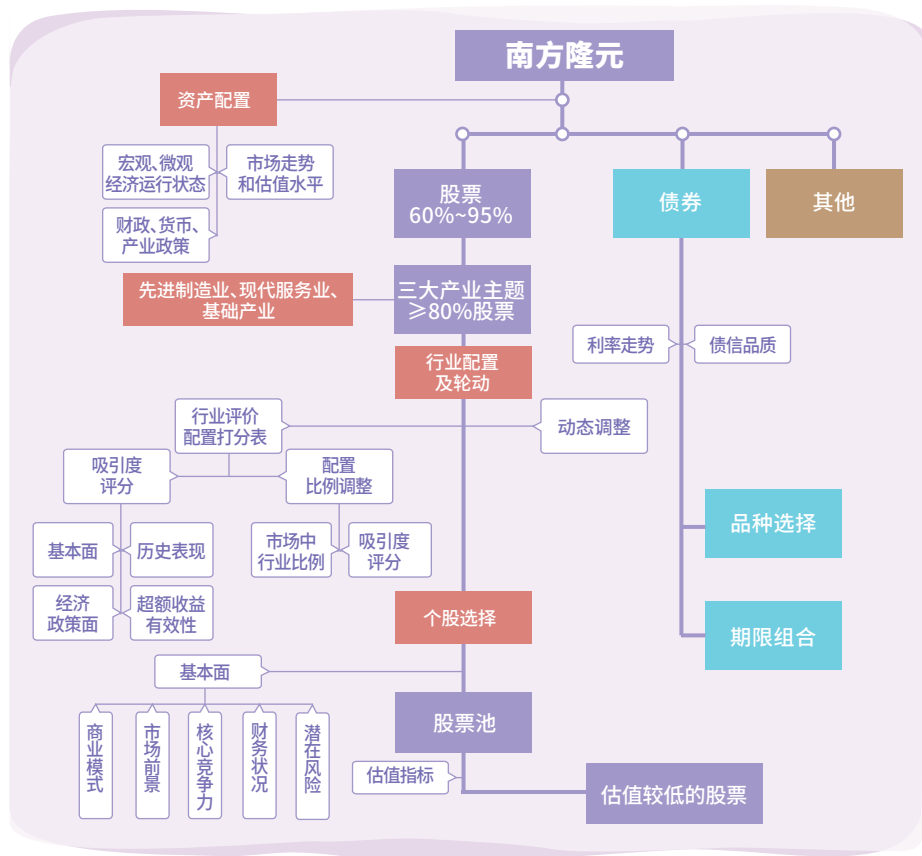 南方隆元
资产配置
宏观、微观
经济运行状态
市场走势
和估值水平
财政、货币、
产业政策
股票
60%~95%
债券
其他
先进制造业、现代服务业、
基础产业
三大产业主题
≥80%股票
利率走势
债信品质
行业配置
及轮动
行业评价
配置打分表
动态调整
吸引度
评分
配置
比例调整
基本面
历史表现
市场中
行业比例
吸引度
评分
经济
政策面
超额收益
有效性
品种选择
期限组合
个股选择
基本面
商业模式
市场前景
核心竞争力
财务状况
潜在风险
股票池
估值指标
估值较低的股票